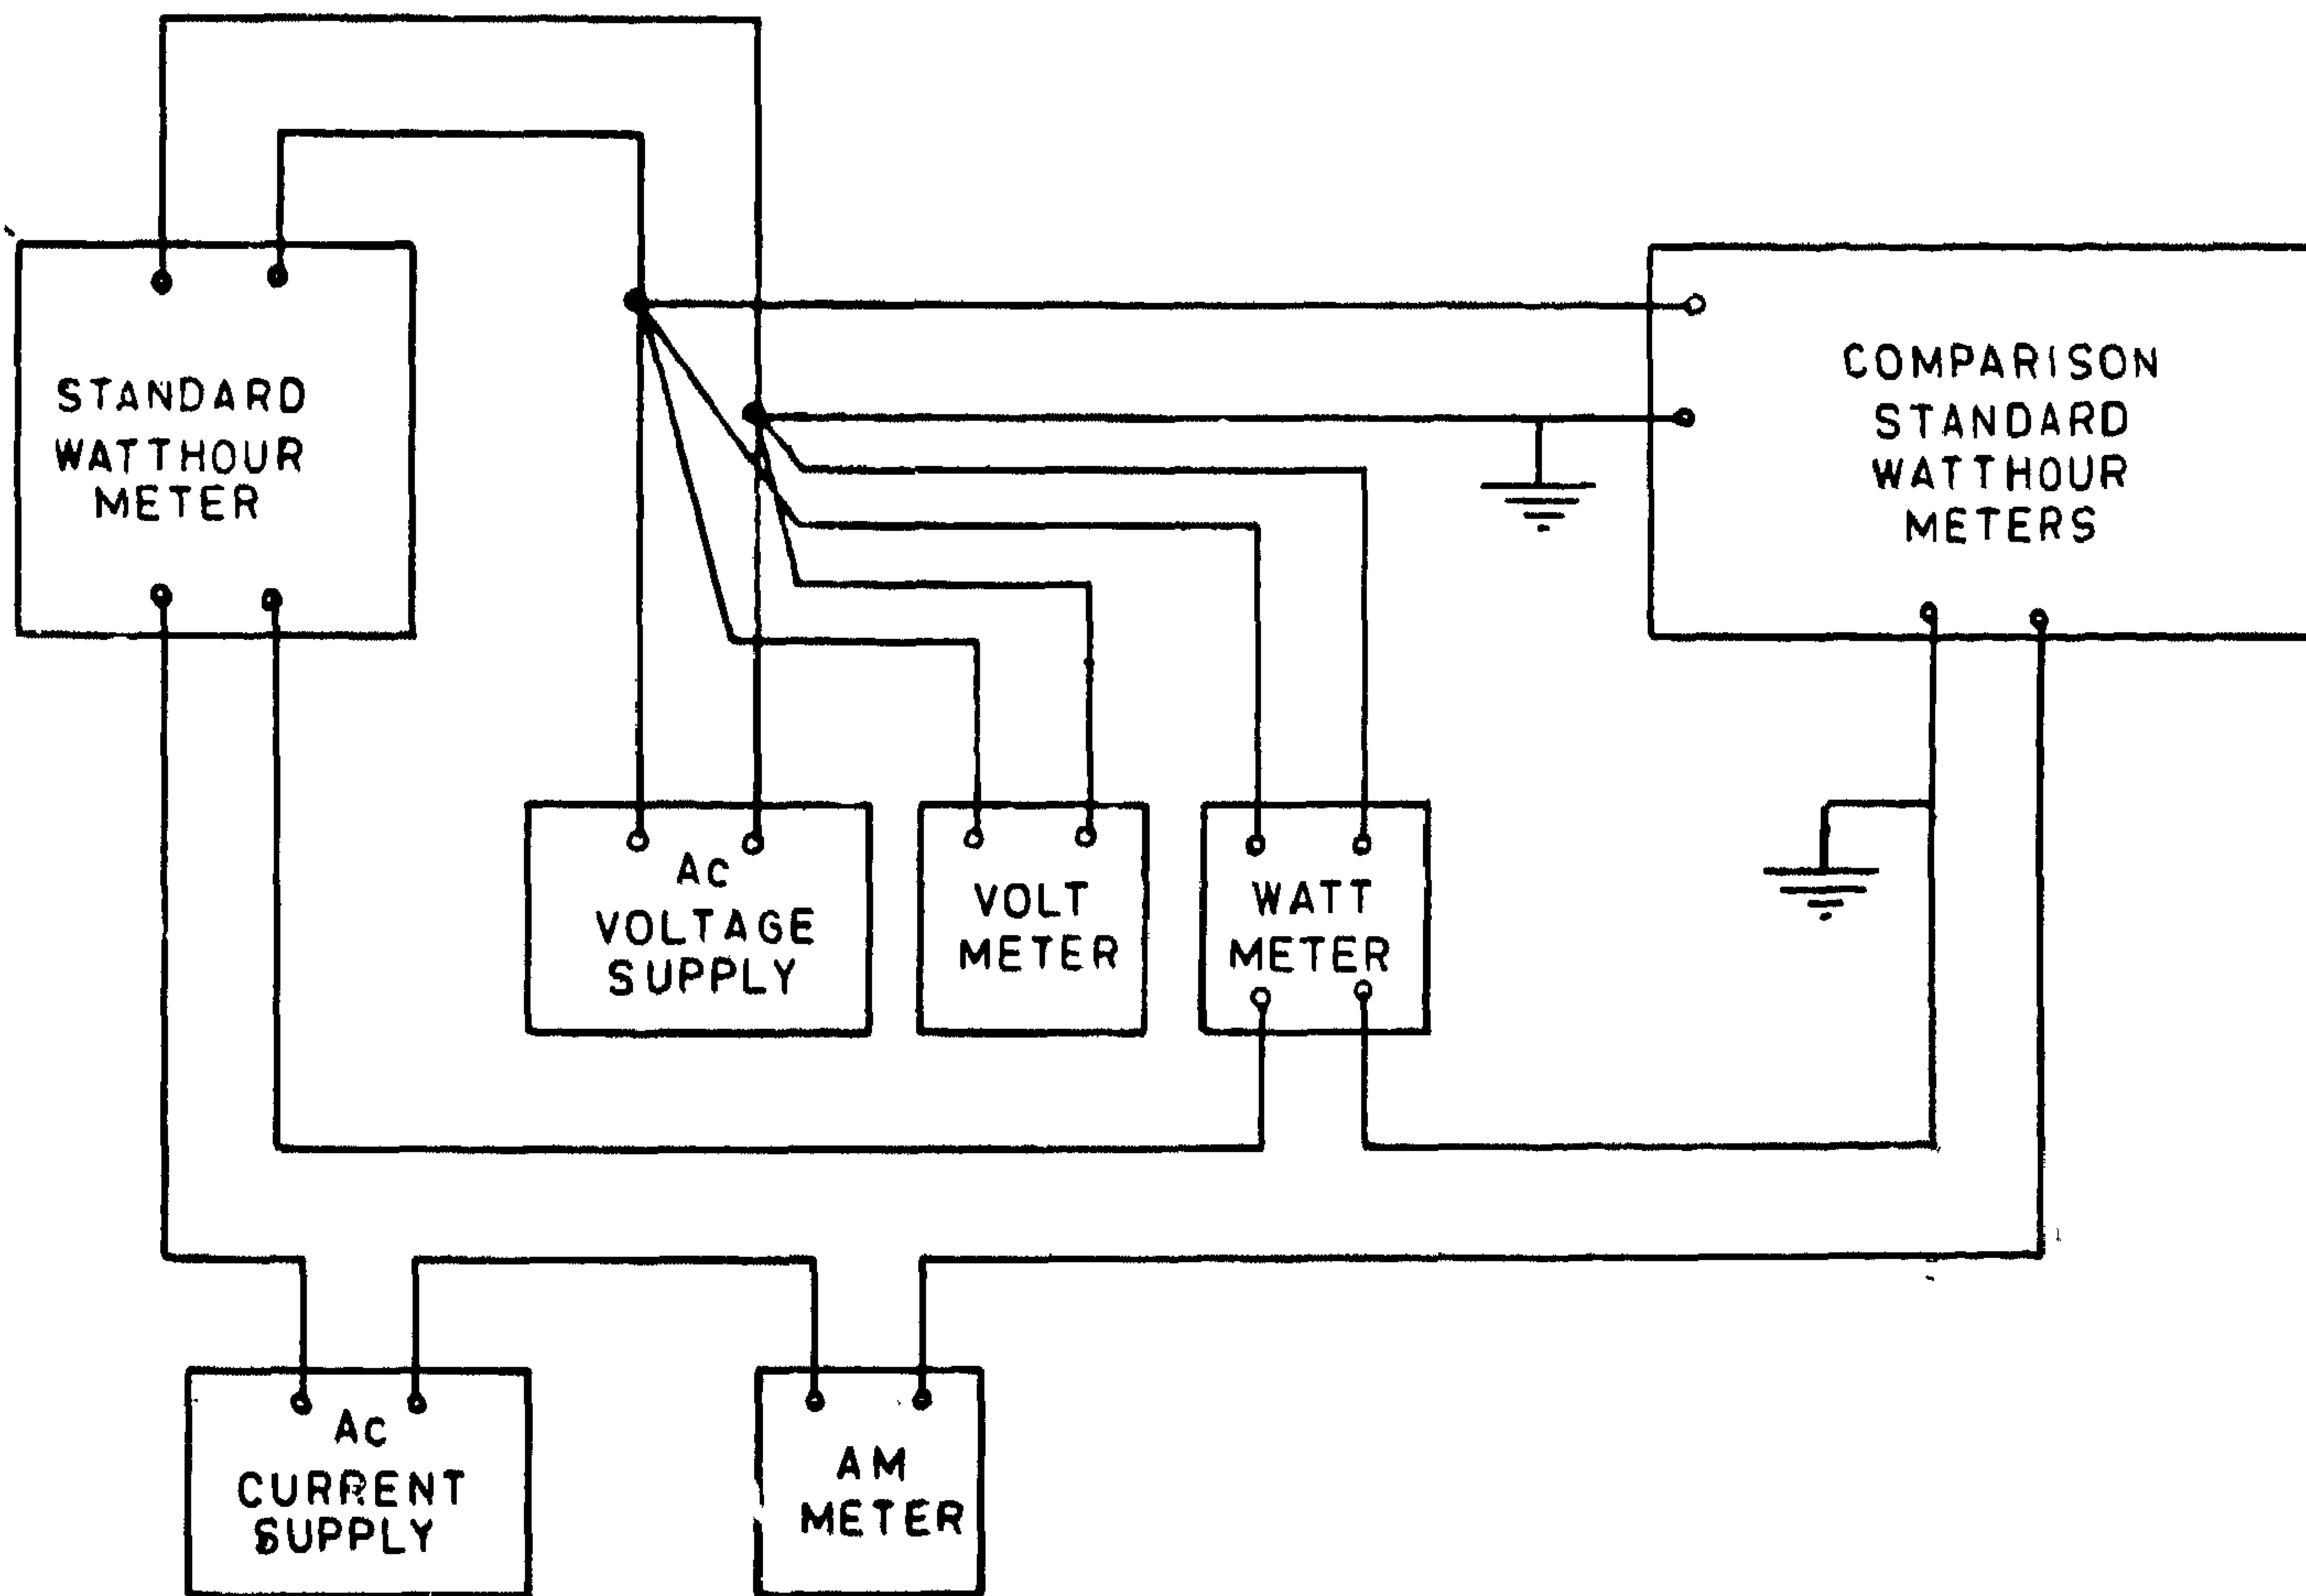 STANDARD
WATTHOUR
METER
COMPARISON
STANDARD
WATTHOUR
METERS
AC
VOLTAGE
SUPPLY
VOLT
METER
WATT
METER
AC
CURRENT
SUPPLY
AM
METER